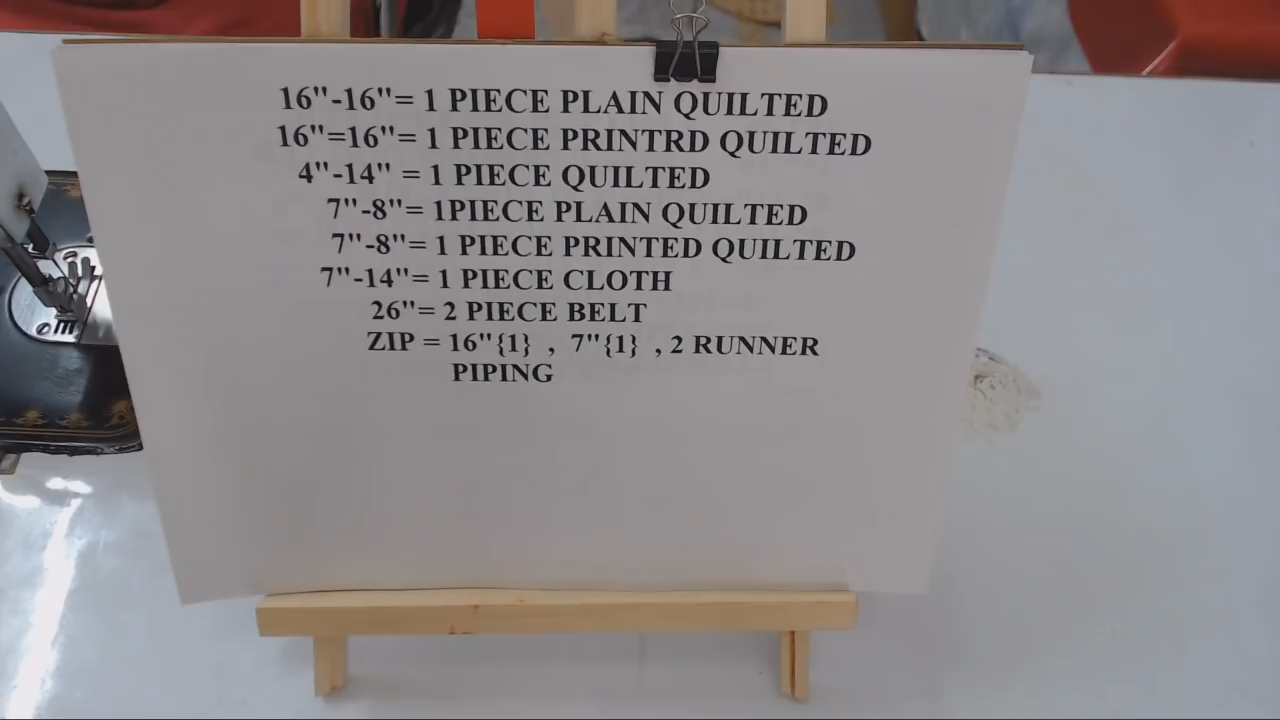 16"-16"= 1 PIECE PLAIN QUILTED
16"=16"= 1 PIECE PRINTRD QUILTED
4"-14" = 1 PIECE QUILTED
7"-8"= 1PIECE PLAIN QUILTED
7"-8"= 1 PIECE PRINTED QUILTED
7"-14"= 1 PIECE CLOTH
26"= 2 PIECE BELT
ZIP = 16"{1} , 7"{1} , 2 RUNNER
PIPING